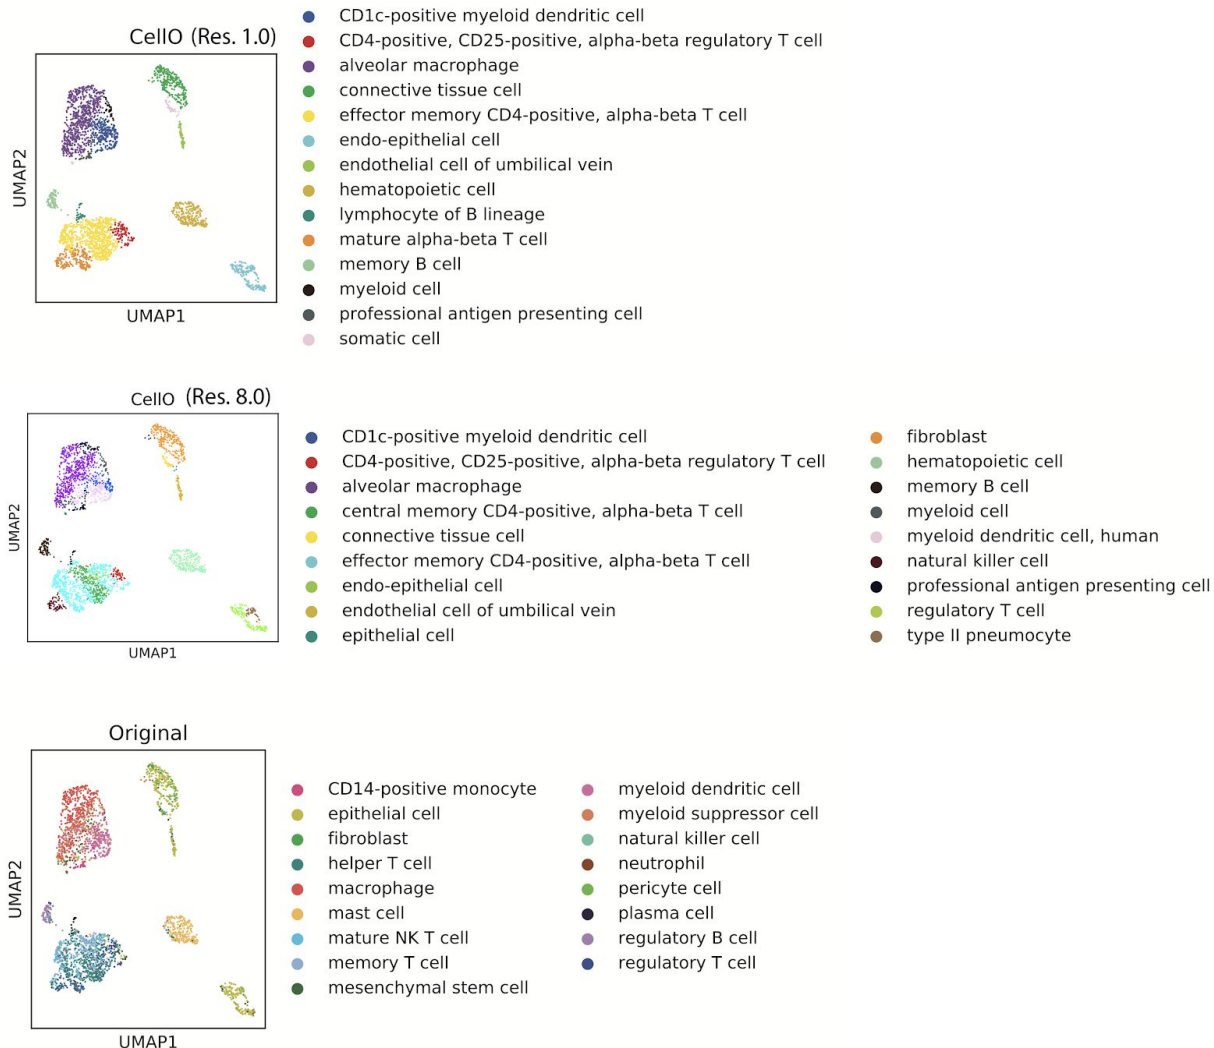 CellO (Res. 1.0)
UMAP2
UMAP1
CD1c-positive myeloid dendritic cell
CD4-positive, CD25-positive, alpha-beta regulatory T cell
alveolar macrophage
connective tissue cell
effector memory CD4-positive, alpha-beta T cell
endo-epithelial cell
endothelial cell of umbilical vein
hematopoietic cell
lymphocyte of B lineage
mature alpha-beta T cell
memory B cell
myeloid cell
professional antigen presenting cell
somatic cell
CellO (Res. 8.0)
UMAP2
UMAP1
CD1c-positive myeloid dendritic cell
CD4-positive, CD25-positive, alpha-beta regulatory T cell
alveolar macrophage
central memory CD4-positive, alpha-beta T cell
connective tissue cell
effector memory CD4-positive, alpha-beta T cell
endo-epithelial cell
endothelial cell of umbilical vein
epithelial cell
fibroblast
hematopoietic cell
memory B cell
myeloid cell
myeloid dendritic cell, human
natural killer cell
professional antigen presenting cell
regulatory T cell
type II pneumocyte
Original
UMAP2
UMAP1
CD14-positive monocyte
epithelial cell
fibroblast
helper T cell
macrophage
mast cell
mature NK T cell
memory T cell
mesenchymal stem cell
myeloid dendritic cell
myeloid suppressor cell
natural killer cell
neutrophil
pericyte cell
plasma cell
regulatory B cell
regulatory T cell